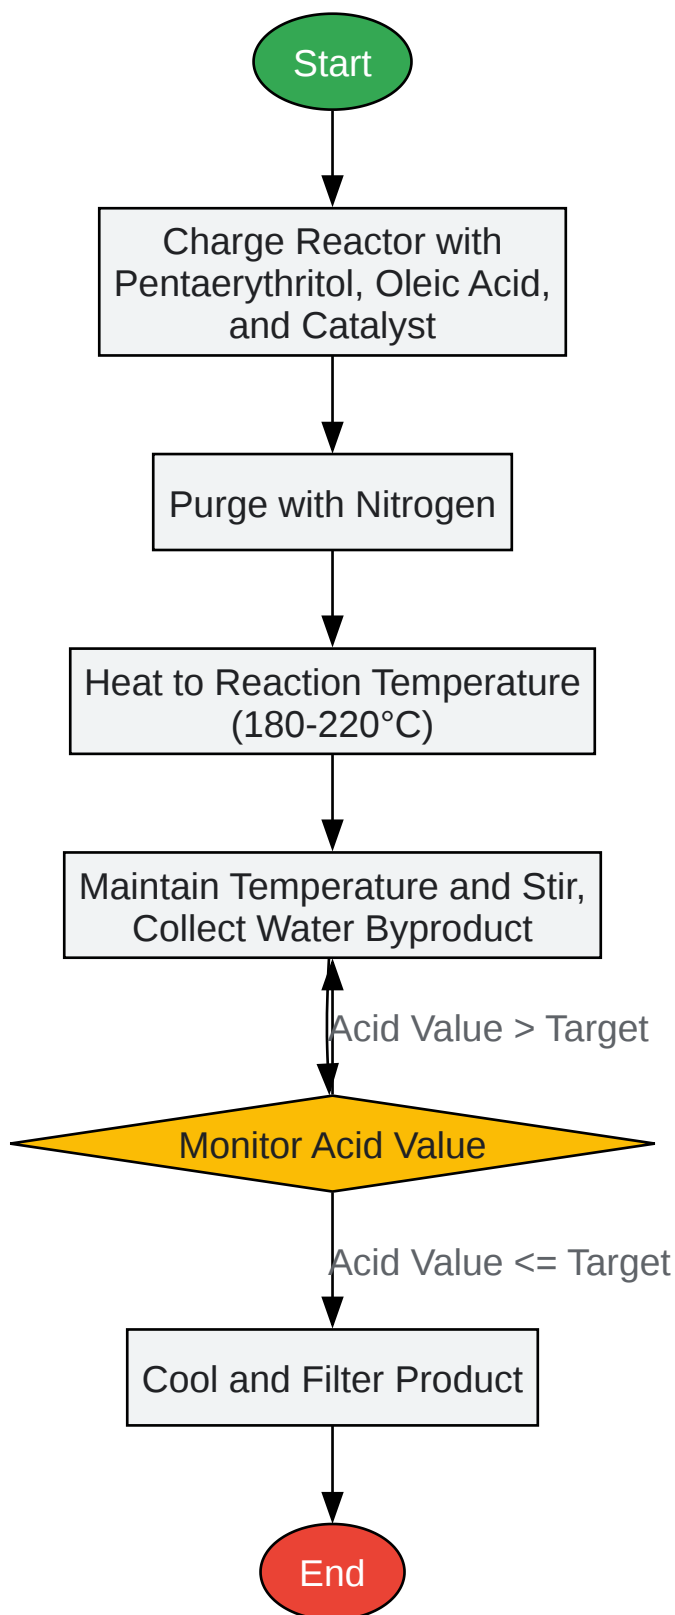 Start
Charge Reactor with
Pentaerythritol, Oleic Acid,
and Catalyst
Purge with Nitrogen
Heat to Reaction Temperature
(180-220°C)
Maintain Temperature and Stir,
Collect Water Byproduct
Acid Value > Target
Monitor Acid Value
Acid Value <= Target
Cool and Filter Product
End